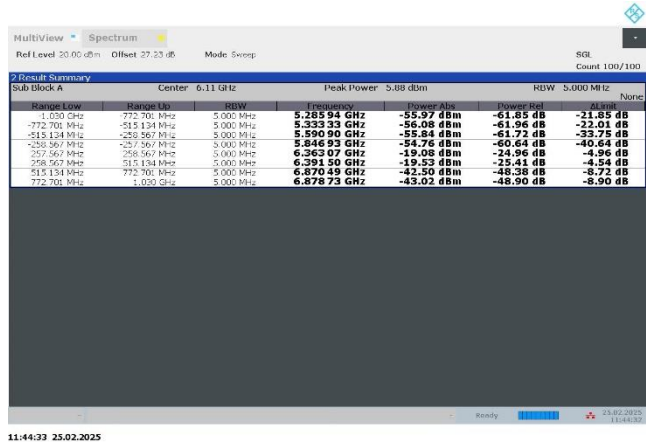 MultiView Spectrum
Ref Level 20.00 dBm Offset 27.23 dB Mode Sweep SGL
Count 100/100
2 Result Summary
Sub Block A Center 6.11 GHz Peak Power 5.88 dBm RBW 5.000 MHz
None
Range Low Range Up RBW Frequency Power Abs Power Rel ΔLimit
-1.030 GHz -772.701 MHz 5.000 MHz 5.285 94 GHz -55.97 dBm -61.85 dB -21.85 dB
-772.701 MHz -515.134 MHz 5.000 MHz 5.333 33 GHz -56.08 dBm -61.96 dB -22.01 dB
-515.134 MHz -258.567 MHz 5.000 MHz 5.590 90 GHz -55.84 dBm -61.72 dB -33.75 dB
-258.567 MHz -257.567 MHz 5.000 MHz 5.846 93 GHz -54.76 dBm -60.64 dB -40.64 dB
257.567 MHz 258.567 MHz 5.000 MHz 6.363 07 GHz -19.08 dBm -24.96 dB -4.96 dB
258.567 MHz 515.134 MHz 5.000 MHz 6.391 50 GHz -19.53 dBm -25.41 dB -4.54 dB
515.134 MHz 772.701 MHz 5.000 MHz 6.870 49 GHz -42.50 dBm -48.38 dB -8.72 dB
772.701 MHz 1.030 GHz 5.000 MHz 6.878 73 GHz -43.02 dBm -48.90 dB -8.90 dB
Ready 25.02.2025
11:44:33
11:44:33 25.02.2025